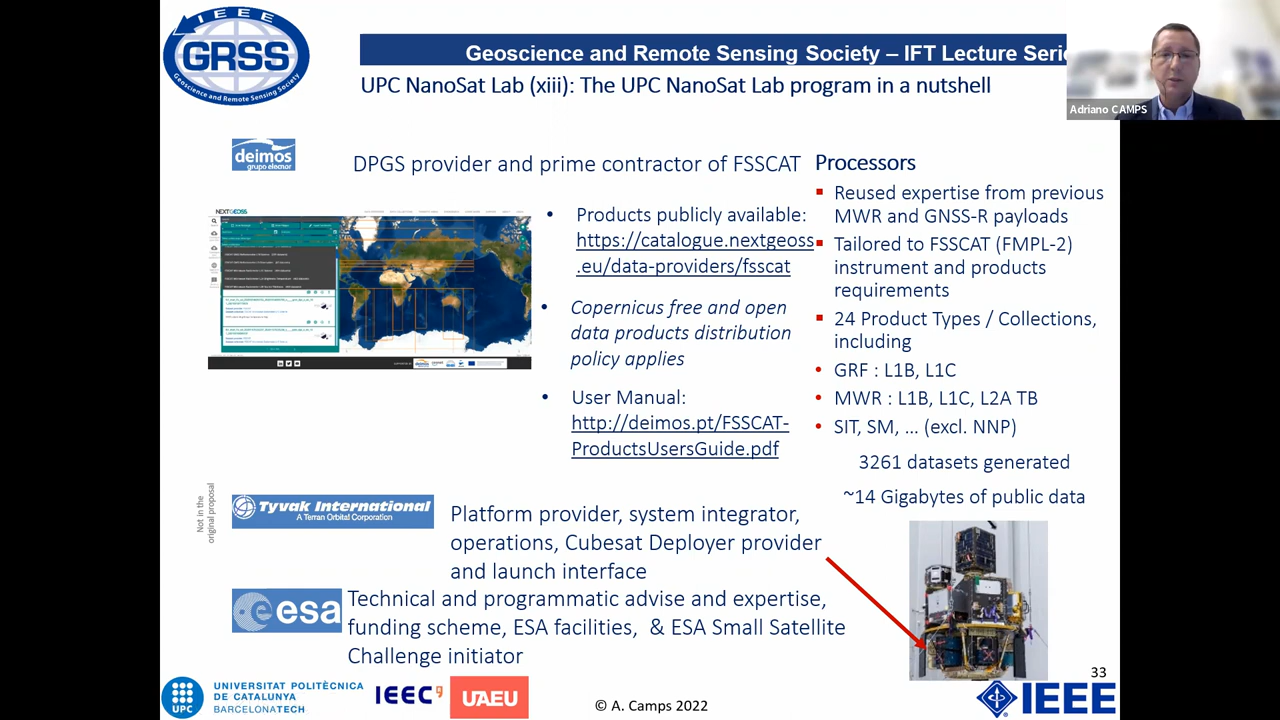 IEEE
GRSS
Geoscience and Remote Sensing Society
Geoscience and Remote Sensing Society – IFT Lecture Serie
UPC NanoSat Lab (xiii): The UPC NanoSat Lab program in a nutshell
Adriano CAMPS
deimos
grupo elecnor
DPGS provider and prime contractor of FSSCAT
NEXTGEOSS
• Products publicly available:
https://catalogue.nextgeoss
.eu/dataset/series/fsscat
• Copernicus free and open
data product distribution
policy applies
• User Manual:
http://deimos.pt/FSSCAT-
ProductsUsersGuide.pdf
Processors
Reused expertise from previous
MWR and GNSS-R payloads
Tailored to FSSCAT (FMPL-2)
instrument and products
requirements
24 Product Types / Collections,
including
• GRF : L1B, L1C
• MWR : L1B, L1C, L2A TB
• SIT, SM, ... (excl. NNP)
3261 datasets generated
~14 Gigabytes of public data
Not in the
original proposal
Tyvak International
A Terran Orbital Corporation
Platform provider, system integrator,
operations, Cubesat Deployer provider
and launch interface
esa
Technical and programmatic advise and expertise,
funding scheme, ESA facilities, & ESA Small Satellite
Challenge initiator
33
UPC
UNIVERSITAT POLITÈCNICA
DE CATALUNYA
BARCELONATECH
IEEC
UAEU
© A. Camps 2022
IEEE